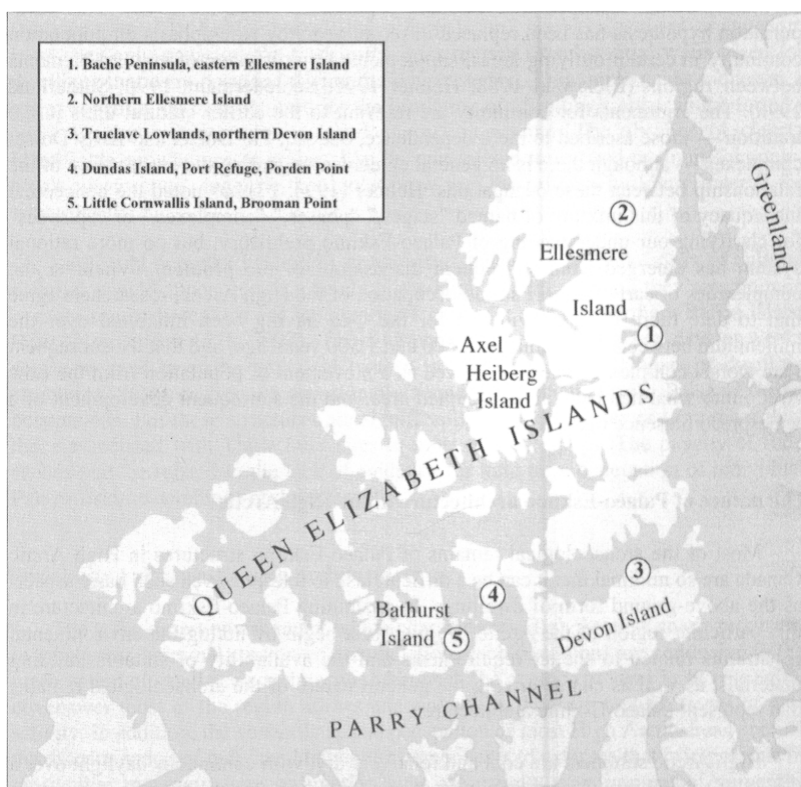 1. Bache Peninsula, eastern Ellesmere Island
2. Northern Ellesmere Island
3. Truelave Lowlands, northern Devon Island
4. Dundas Island, Port Refuge, Porden Point
5. Little Cornwallis Island, Brooman Point
Greenland
2
Ellesmere
Island
1
Axel
Heiberg
Island
QUEEN ELIZABETH ISLANDS
3
4
Bathurst
Island 5
Devon Island
PARRY CHANNEL